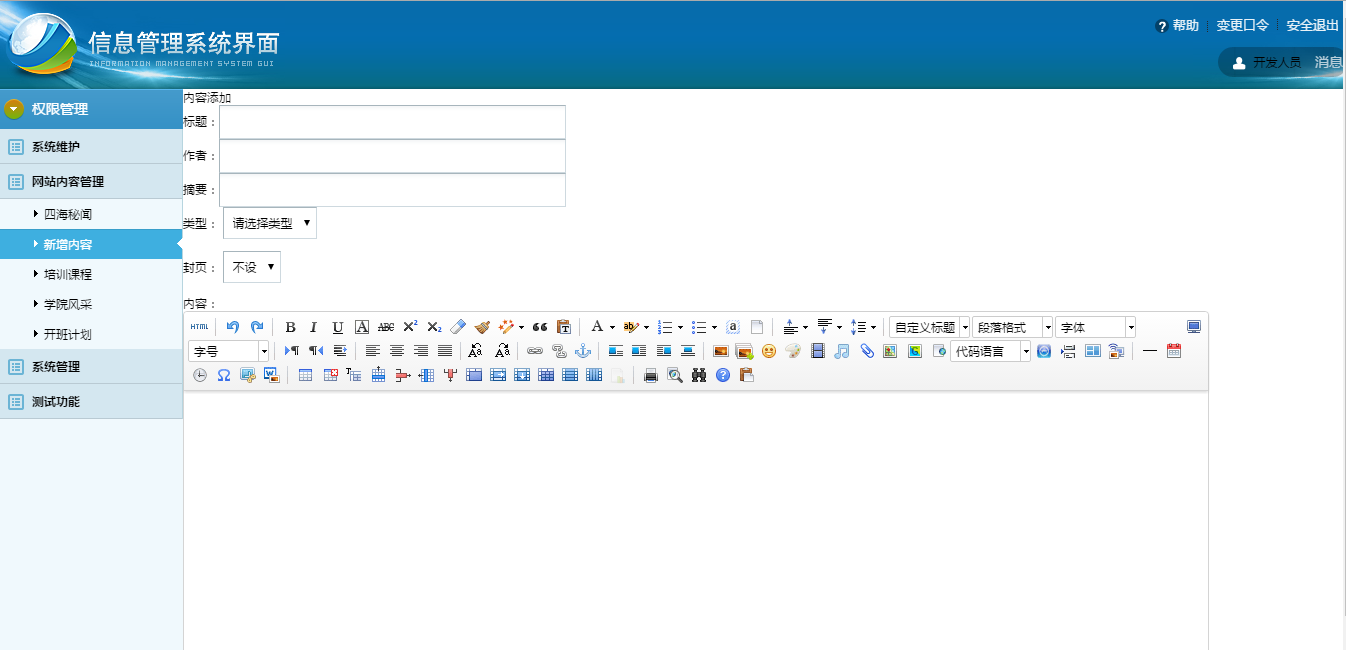 信息管理系统界面
INFORMATION MANAGEMENT SYSTEM GUI
帮助 变更口令 安全退出
开发人员 消息
权限管理
系统维护
网站内容管理
四海秘闻
新增内容
培训课程
学院风采
开班计划
系统管理
测试功能
内容添加
标题：
作者：
摘要：
类型： 请选择类型
封页： 不设
内容：
HTML B I U A ABC X² X₂ A ab a 自定义标题 段落格式 字体
字号 代码语言